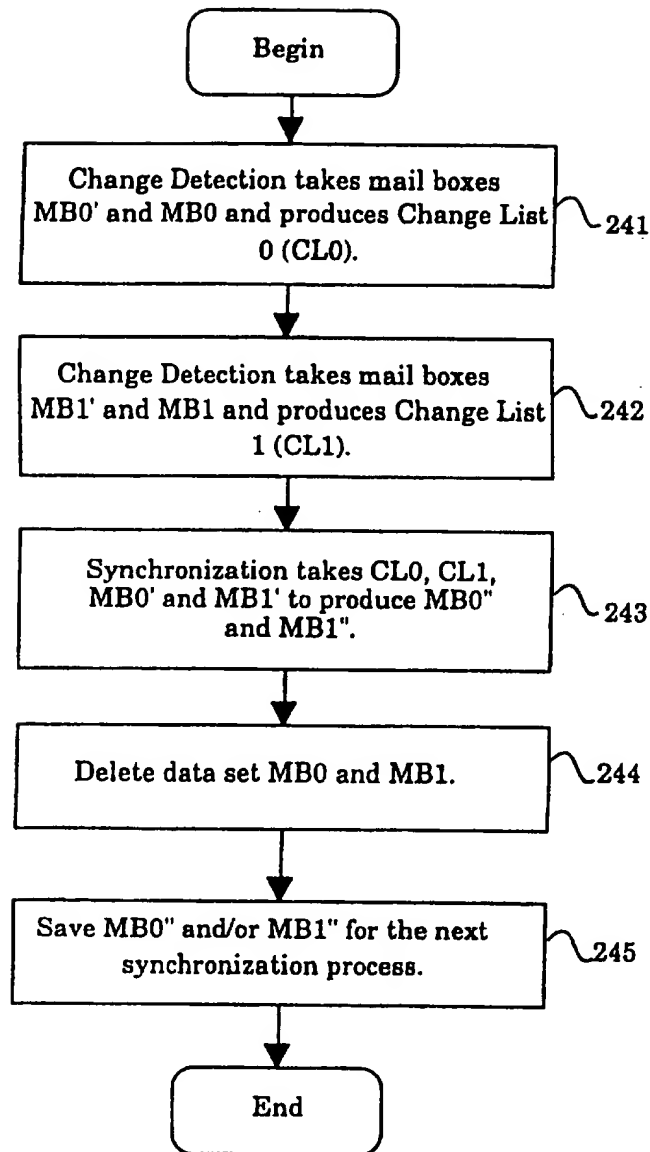 Begin
Change Detection takes mail boxes
MB0' and MB0 and produces Change List
0 (CL0).
241
Change Detection takes mail boxes
MB1' and MB1 and produces Change List
1 (CL1).
242
Synchronization takes CL0, CL1,
MB0' and MB1' to produce MB0"
and MB1".
243
Delete data set MB0 and MB1.
244
Save MB0" and/or MB1" for the next
synchronization process.
245
End